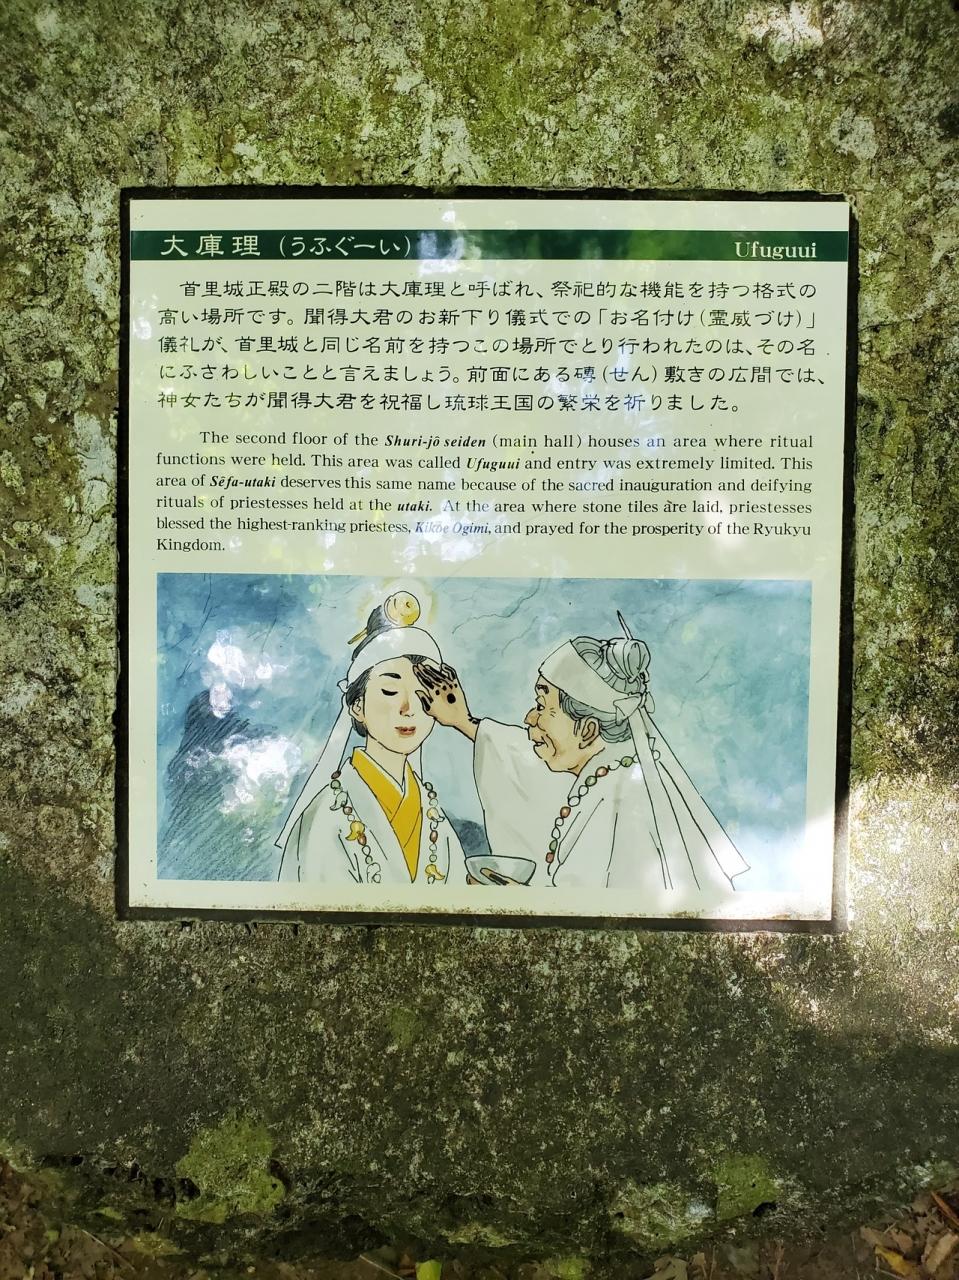 大庫理（うふぐーい）
Ufuguui
首里城正殿の二階は大庫理と呼ばれ、祭祀的な機能を持つ格式の
高い場所です。聞得大君のお新下り儀式での「お名付け（霊威づけ）」
儀礼が、首里城と同じ名前を持つこの場所でとり行われたのは、その名
にふさわしいことと言えましょう。前面にある磚（せん）敷きの広間では、
神女たちが聞得大君を祝福し琉球王国の繁栄を祈りました。
The second floor of the Shuri-jō seiden (main hall) houses an area where ritual
functions were held. This area was called Ufuguui and entry was extremely limited. This
area of Sēfa-utaki deserves this same name because of the sacred inauguration and deifying
rituals of priestesses held at the utaki. At the area where stone tiles are laid, priestesses
blessed the highest-ranking priestess, Kikōe Ogimi, and prayed for the prosperity of the Ryukyu
Kingdom.